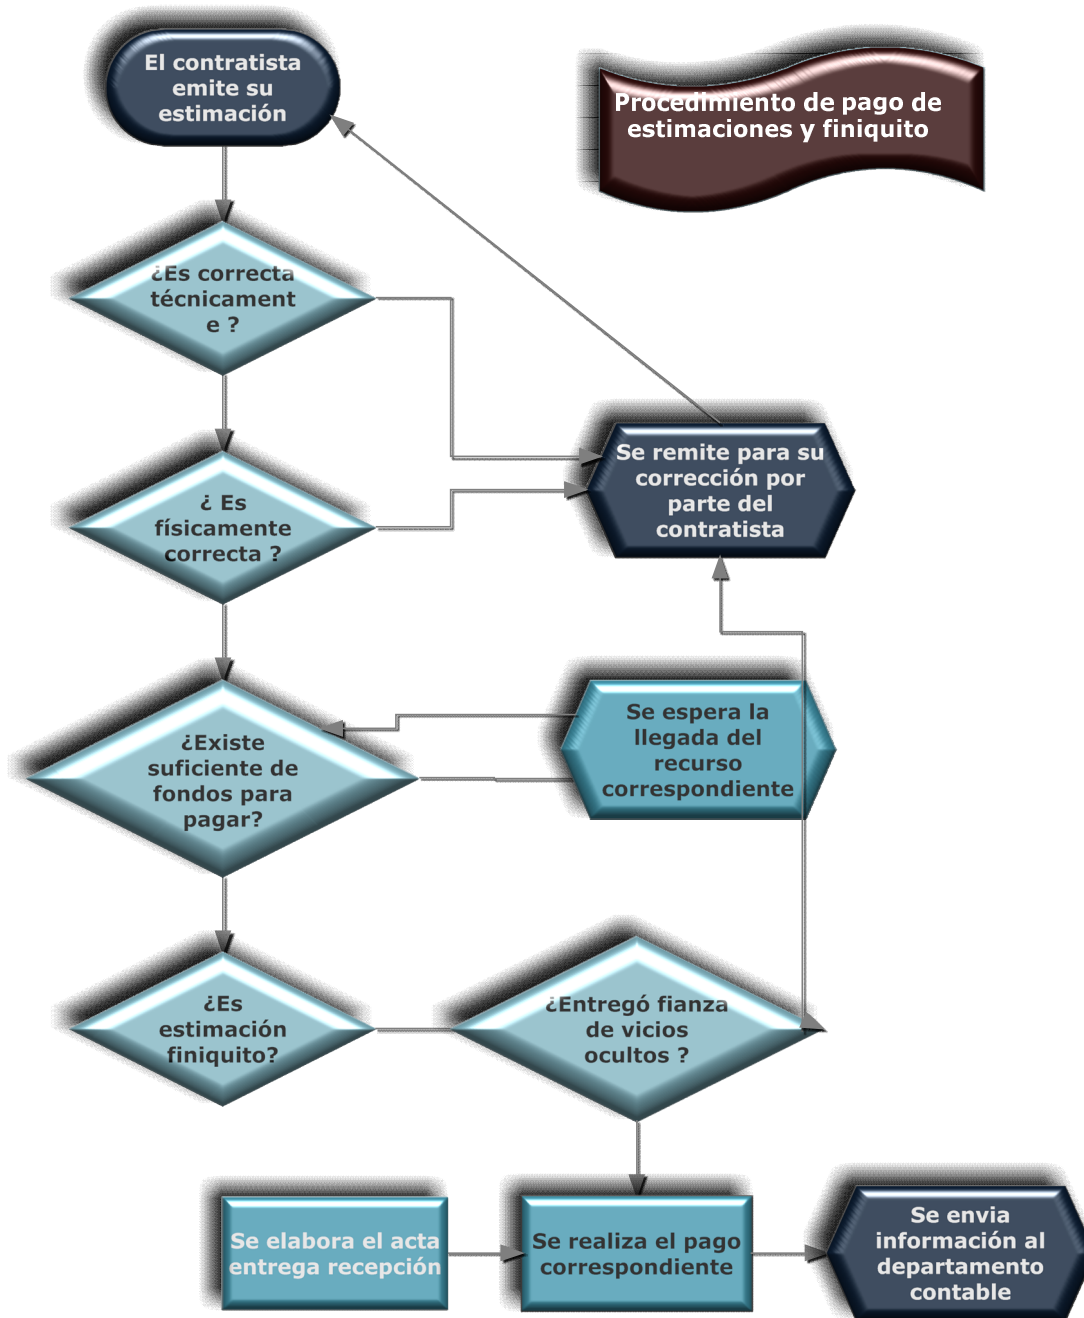 El contratista
emite su
estimación
Procedimiento de pago de
estimaciones y finiquito
¿Es correcta
técnicament
e ?
Se remite para su
corrección por
parte del
contratista
¿ Es
físicamente
correcta ?
Se espera la
llegada del
recurso
correspondiente
¿Existe
suficiente de
fondos para
pagar?
¿Es
estimación
finiquito?
¿Entregó fianza
de vicios
ocultos ?
Se elabora el acta
entrega recepción
Se realiza el pago
correspondiente
Se envia
información al
departamento
contable